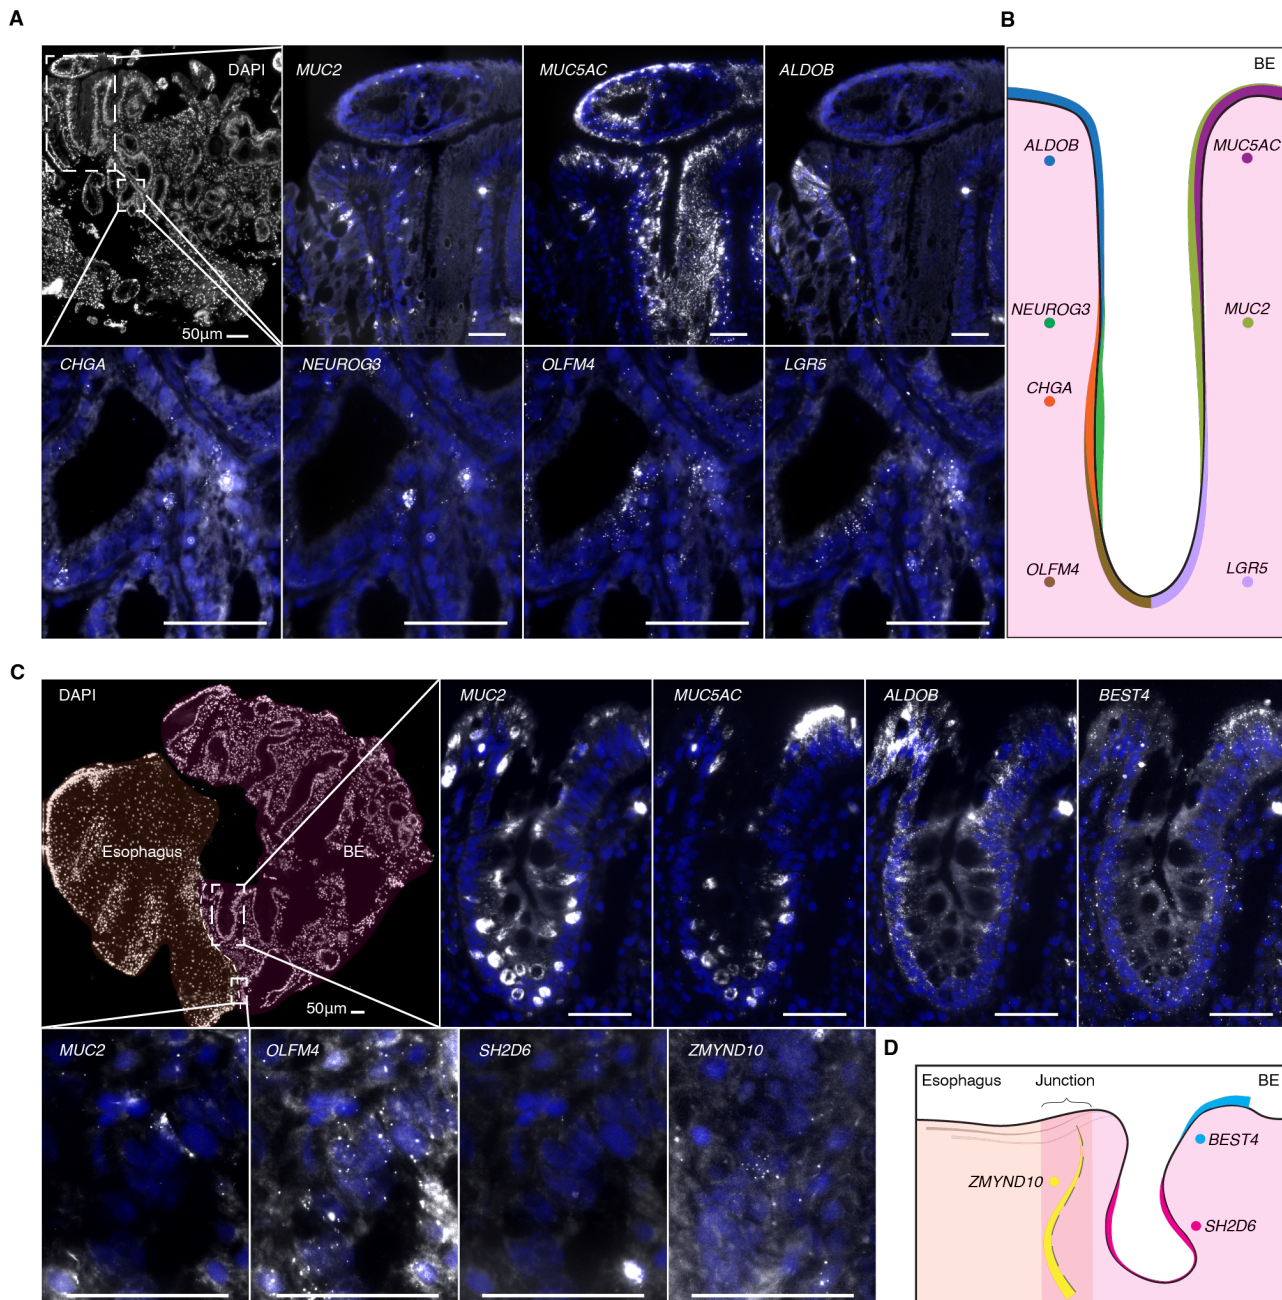 A
DAPI
MUC2
MUC5AC
ALDOB
50μm
CHGA
NEUROG3
OLFM4
LGR5
B
BE
ALDOB
MUC5AC
NEUROG3
MUC2
CHGA
OLFM4
LGR5
C
DAPI
Esophagus
BE
50μm
MUC2
MUC5AC
ALDOB
BEST4
MUC2
OLFM4
SH2D6
ZMYND10
D
Esophagus
Junction
BE
BEST4
ZMYND10
SH2D6